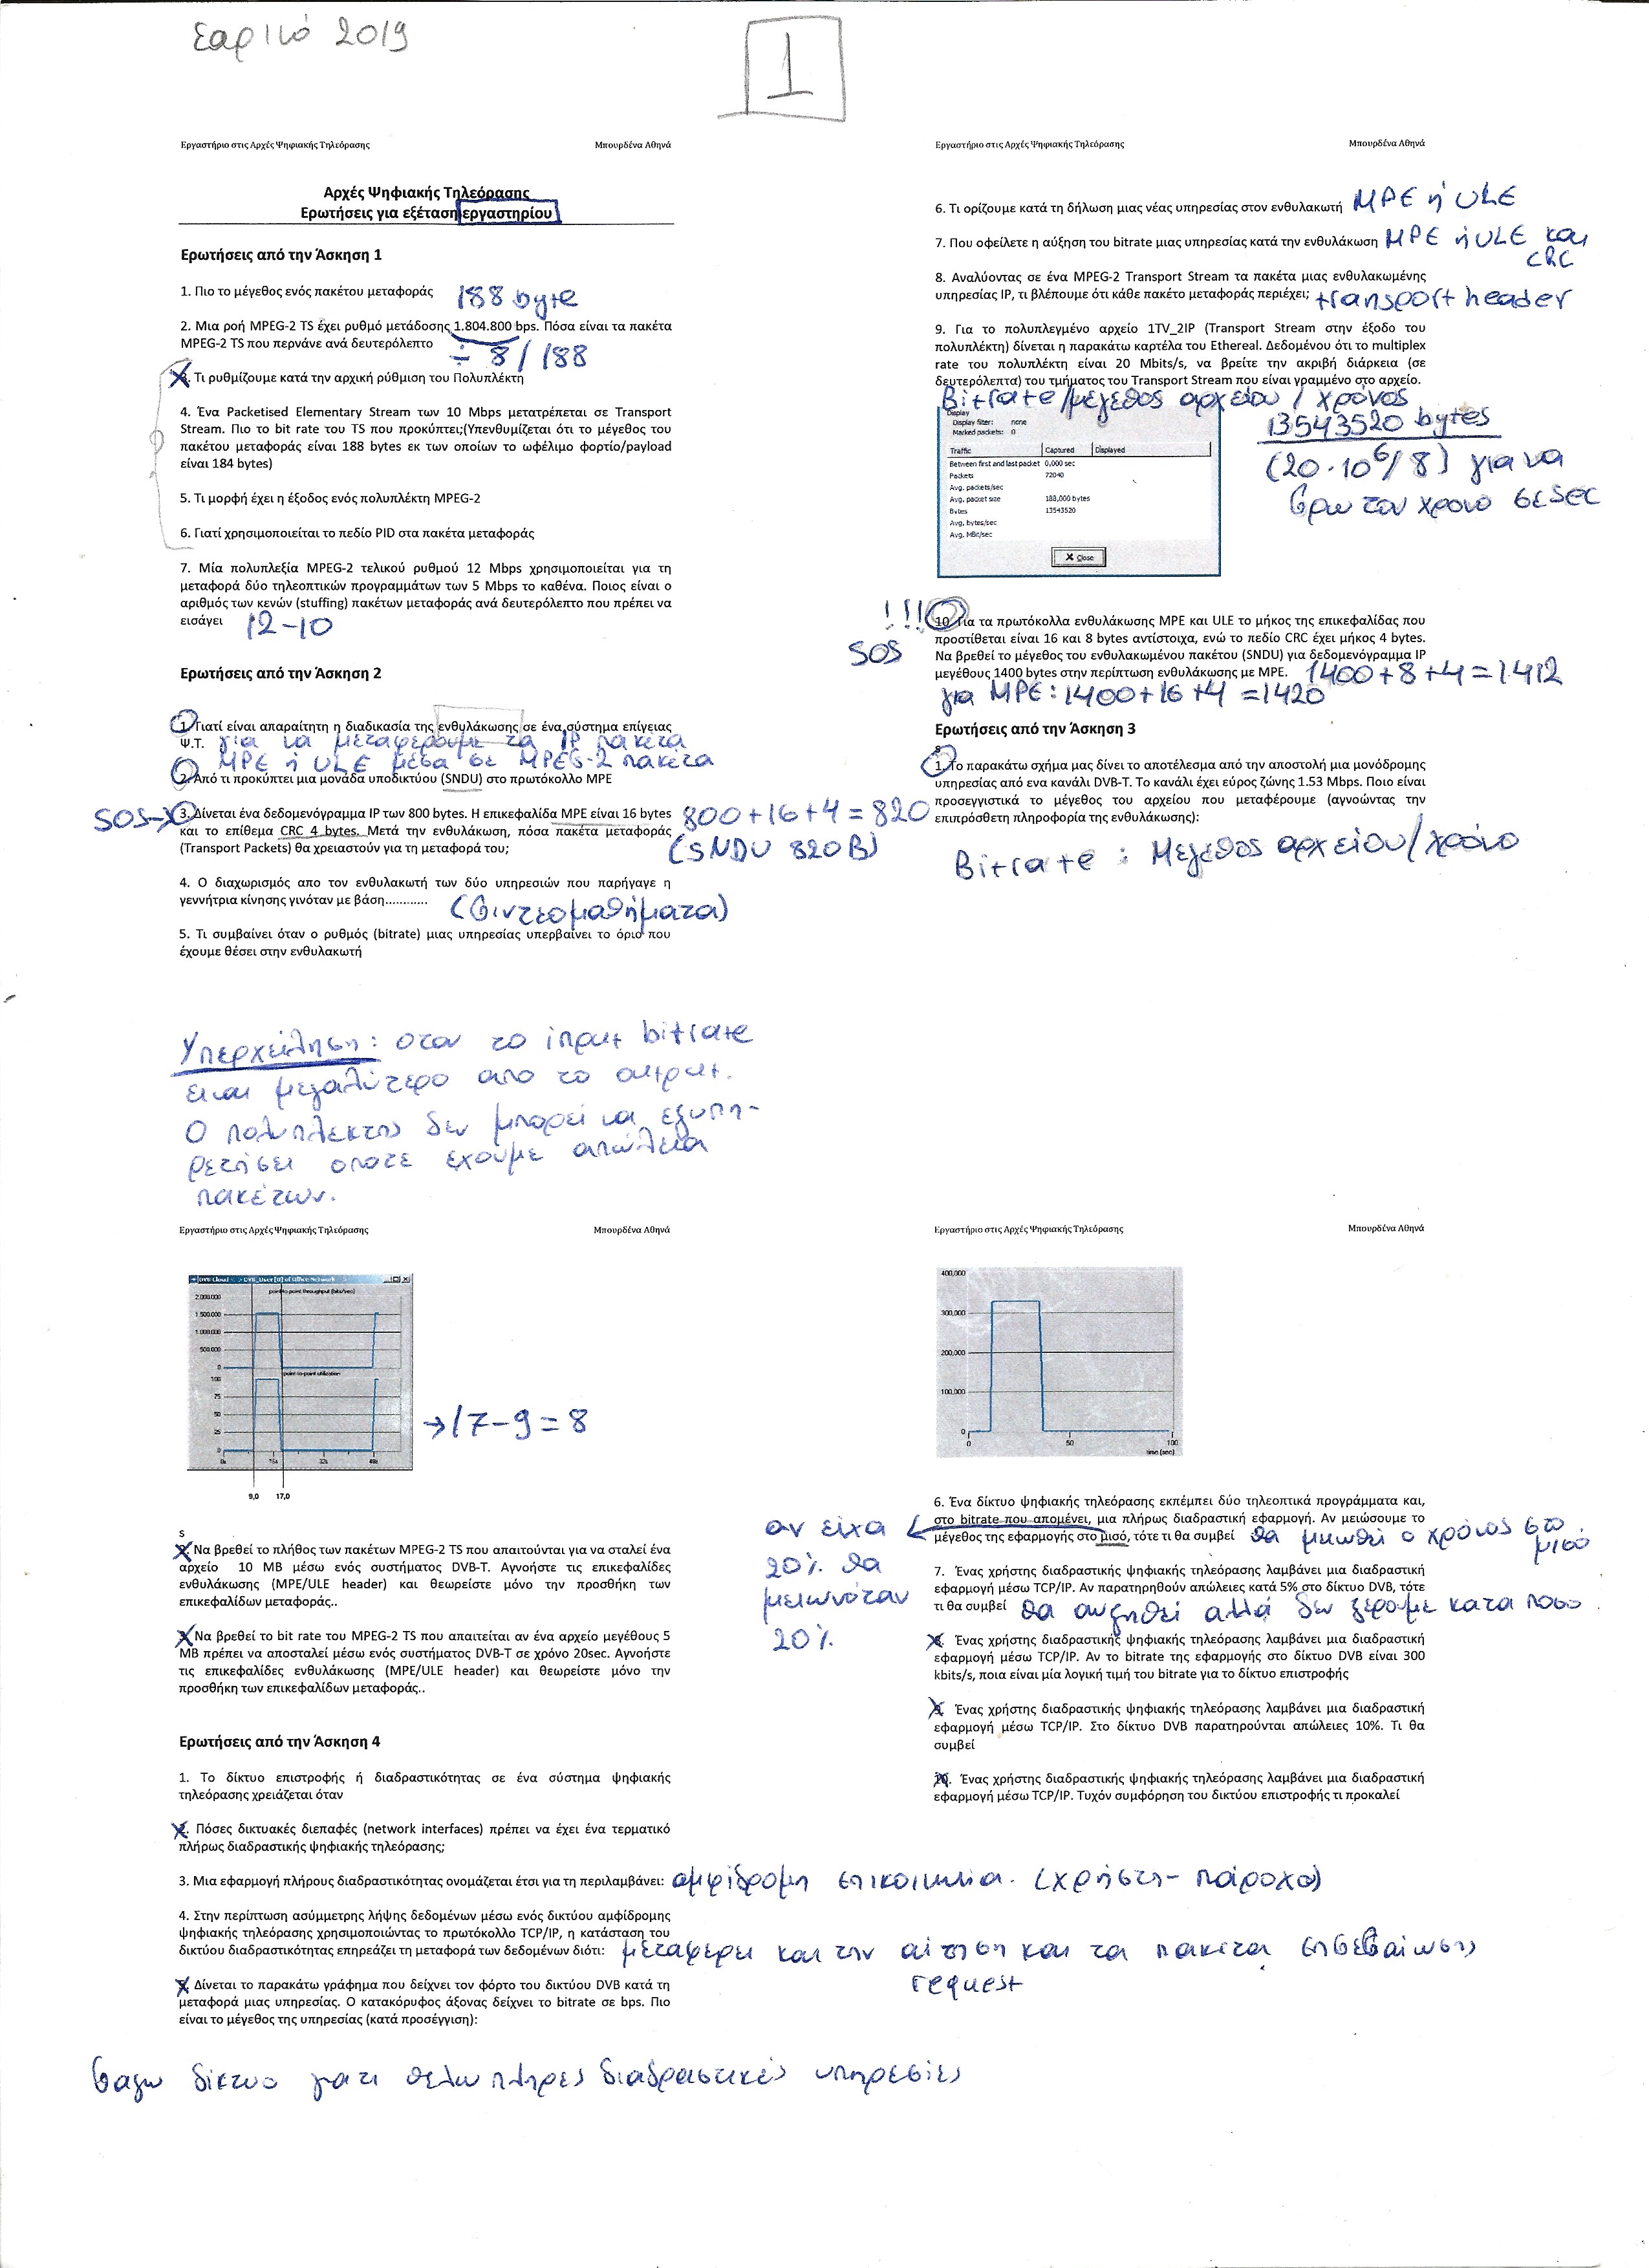 εαρινό 2019
1
Εργαστήριο στις Αρχές Ψηφιακής Τηλεόρασης Μπουρδένα Αθηνά
Αρχές Ψηφιακής Τηλεόρασης
Ερωτήσεις για εξέταση εργαστηρίου
Ερωτήσεις από την Άσκηση 1
1. Πιο το μέγεθος ενός πακέτου μεταφοράς 188 byte
2. Μια ροή MPEG-2 TS έχει ρυθμό μετάδοσης 1.804.800 bps. Πόσα είναι τα πακέτα
MPEG-2 TS που περνάνε ανά δευτερόλεπτο ÷ 8 / 188
3. Τι ρυθμίζουμε κατά την αρχική ρύθμιση του Πολυπλέκτη
4. Ένα Packetised Elementary Stream των 10 Mbps μετατρέπεται σε Transport
Stream. Πιο το bit rate του TS που προκύπτει;(Υπενθυμίζεται ότι το μέγεθος του
πακέτου μεταφοράς είναι 188 bytes εκ των οποίων το ωφέλιμο φορτίο/payload
είναι 184 bytes)
5. Τι μορφή έχει η έξοδος ενός πολυπλέκτη MPEG-2
6. Γιατί χρησιμοποιείται το πεδίο PID στα πακέτα μεταφοράς
7. Μία πολυπλεξία MPEG-2 τελικού ρυθμού 12 Mbps χρησιμοποιείται για τη
μεταφορά δύο τηλεοπτικών προγραμμάτων των 5 Mbps το καθένα. Ποιος είναι ο
αριθμός των κενών (stuffing) πακέτων μεταφοράς ανά δευτερόλεπτο που πρέπει να
εισάγει 12-10
Ερωτήσεις από την Άσκηση 2
1. Γιατί είναι απαραίτητη η διαδικασία της ενθυλάκωσης σε ένα σύστημα επίγειας
Ψ.Τ. για να μεταφέρουμε τα IP πακέτα
MPE ή ULE μέσα σε MPEG-2 πακέτα
2. Από τι προκύπτει μια μονάδα υποδικτύου (SNDU) στο πρωτόκολλο MPE
SOS→ 3. Δίνεται ένα δεδομενόγραμμα IP των 800 bytes. Η επικεφαλίδα MPE είναι 16 bytes 800+16+4=820
και το επίθεμα CRC 4 bytes. Μετά την ενθυλάκωση, πόσα πακέτα μεταφοράς (SNDU 820B)
(Transport Packets) θα χρειαστούν για τη μεταφορά του;
4. Ο διαχωρισμός απο τον ενθυλακωτή των δύο υπηρεσιών που παρήγαγε η
γεννήτρια κίνησης γινόταν με βάση............ (βιντεομαθήματα)
5. Τι συμβαίνει όταν ο ρυθμός (bitrate) μιας υπηρεσίας υπερβαίνει το όριο που
έχουμε θέσει στην ενθυλακωτή
Υπερχείληση: οταν το input bitrate
ειναι μεγαλύτερο απο το output.
Ο πολυπλεκτης δεν μπορεί να εξυπη-
ρετήσει οποτε εχουμε απώλεια
πακέτων.
Εργαστήριο στις Αρχές Ψηφιακής Τηλεόρασης Μπουρδένα Αθηνά
6. Τι ορίζουμε κατά τη δήλωση μιας νέας υπηρεσίας στον ενθυλακωτή MPE ή ULE
7. Που οφείλετε η αύξηση του bitrate μιας υπηρεσίας κατά την ενθυλάκωση MPE ή ULE και
CRC
8. Αναλύοντας σε ένα MPEG-2 Transport Stream τα πακέτα μιας ενθυλακωμένης
υπηρεσίας IP, τι βλέπουμε ότι κάθε πακέτο μεταφοράς περιέχει; transport header
9. Για το πολυπλεγμένο αρχείο 1TV_2IP (Transport Stream στην έξοδο του
πολυπλέκτη) δίνεται η παρακάτω καρτέλα του Ethereal. Δεδομένου ότι το multiplex
rate του πολυπλέκτη είναι 20 Mbits/s, να βρείτε την ακριβή διάρκεια (σε
δευτερόλεπτα) του τμήματος του Transport Stream που είναι γραμμένο στο αρχείο.
Bitrate/μέγεθος αρχείου / χρόνος
Display
Display filter: none
Marked packets: 0
Traffic Captured Displayed
Between first and last packet 0,000 sec
Packets 72040
Avg. packets/sec
Avg. packet size 188,000 bytes
Bytes 13543520
Avg. bytes/sec
Avg. MBit/sec
Close
13543520 bytes
(20·10^6/8) για να
βρω τον χρονο σε sec
!!! 10. Για τα πρωτόκολλα ενθυλάκωσης MPE και ULE το μήκος της επικεφαλίδας που
SOS προστίθεται είναι 16 και 8 bytes αντίστοιχα, ενώ το πεδίο CRC έχει μήκος 4 bytes.
Να βρεθεί το μέγεθος του ενθυλακωμένου πακέτου (SNDU) για δεδομενόγραμμα IP
μεγέθους 1400 bytes στην περίπτωση ενθυλάκωσης με MPE. 1400+8+4=1412
για MPE: 1400+16+4=1420
Ερωτήσεις από την Άσκηση 3
s
1. Το παρακάτω σχήμα μας δίνει το αποτέλεσμα από την αποστολή μια μονόδρομης
υπηρεσίας από ενα κανάλι DVB-T. Το κανάλι έχει εύρος ζώνης 1.53 Mbps. Ποιο είναι
προσεγγιστικά το μέγεθος του αρχείου που μεταφέρουμε (αγνοώντας την
επιπρόσθετη πληροφορία της ενθυλάκωσης):
Bitrate : Μεγεθος αρχείου/χρόνο
Εργαστήριο στις Αρχές Ψηφιακής Τηλεόρασης Μπουρδένα Αθηνά
DVB Cloud <-> DVB_User [0] of Office Network
point-to-point throughput (bits/sec)
2.000.000
1.500.000
1.000.000
500.000
0
point-to-point utilization
100
75
50
25
0
0s 16s 32s 48s
9,0 17,0
→17-9=8
s
2. Να βρεθεί το πλήθος των πακέτων MPEG-2 TS που απαιτούνται για να σταλεί ένα
αρχείο 10 MB μέσω ενός συστήματος DVB-T. Αγνοήστε τις επικεφαλίδες
ενθυλάκωσης (MPE/ULE header) και θεωρείστε μόνο την προσθήκη των
επικεφαλίδων μεταφοράς..
Να βρεθεί το bit rate του MPEG-2 TS που απαιτείται αν ένα αρχείο μεγέθους 5
MB πρέπει να αποσταλεί μέσω ενός συστήματος DVB-T σε χρόνο 20sec. Αγνοήστε
τις επικεφαλίδες ενθυλάκωσης (MPE/ULE header) και θεωρείστε μόνο την
προσθήκη των επικεφαλίδων μεταφοράς..
Ερωτήσεις από την Άσκηση 4
1. Το δίκτυο επιστροφής ή διαδραστικότητας σε ένα σύστημα ψηφιακής
τηλεόρασης χρειάζεται όταν
2. Πόσες δικτυακές διεπαφές (network interfaces) πρέπει να έχει ένα τερματικό
πλήρως διαδραστικής ψηφιακής τηλεόρασης;
3. Μια εφαρμογή πλήρους διαδραστικότητας ονομάζεται έτσι για τη περιλαμβάνει: αμφίδρομη επικοινωνία. (χρήστη-πάροχο)
4. Στην περίπτωση ασύμμετρης λήψης δεδομένων μέσω ενός δικτύου αμφίδρομης
ψηφιακής τηλεόρασης χρησιμοποιώντας το πρωτόκολλο TCP/IP, η κατάσταση του
δικτύου διαδραστικότητας επηρεάζει τη μεταφορά των δεδομένων διότι: μεταφερει και την αίτηση και τα πακετα επιβεβαίωσης
request
5. Δίνεται το παρακάτω γράφημα που δείχνει τον φόρτο του δικτύου DVB κατά τη
μεταφορά μιας υπηρεσίας. Ο κατακόρυφος άξονας δείχνει το bitrate σε bps. Πιο
είναι το μέγεθος της υπηρεσίας (κατά προσέγγιση):
βαζω δίκτυο γιατι θελω πληρες διαδραστικές υπηρεσίες
Εργαστήριο στις Αρχές Ψηφιακής Τηλεόρασης Μπουρδένα Αθηνά
400,000
300,000
200,000
100,000
0
0 50 100
time (sec)
6. Ένα δίκτυο ψηφιακής τηλεόρασης εκπέμπει δύο τηλεοπτικά προγράμματα και,
στο bitrate που απομένει, μια πλήρως διαδραστική εφαρμογή. Αν μειώσουμε το
μέγεθος της εφαρμογής στο μισό, τότε τι θα συμβεί θα μειωθεί ο χρόνος στο
μισό
αν είχα
20% θα
μειωνόταν
20%
7. Ένας χρήστης διαδραστικής ψηφιακής τηλεόρασης λαμβάνει μια διαδραστική
εφαρμογή μέσω TCP/IP. Αν παρατηρηθούν απώλειες κατά 5% στο δίκτυο DVB, τότε
τι θα συμβεί θα αυξηθεί αλλά δεν ξέρουμε κατα ποσο.
8. Ένας χρήστης διαδραστικής ψηφιακής τηλεόρασης λαμβάνει μια διαδραστική
εφαρμογή μέσω TCP/IP. Αν το bitrate της εφαρμογής στο δίκτυο DVB είναι 300
kbits/s, ποια είναι μία λογική τιμή του bitrate για το δίκτυο επιστροφής
9. Ένας χρήστης διαδραστικής ψηφιακής τηλεόρασης λαμβάνει μια διαδραστική
εφαρμογή μέσω TCP/IP. Στο δίκτυο DVB παρατηρούνται απώλειες 10%. Τι θα
συμβεί
10. Ένας χρήστης διαδραστικής ψηφιακής τηλεόρασης λαμβάνει μια διαδραστική
εφαρμογή μέσω TCP/IP. Τυχόν συμφόρηση του δικτύου επιστροφής τι προκαλεί